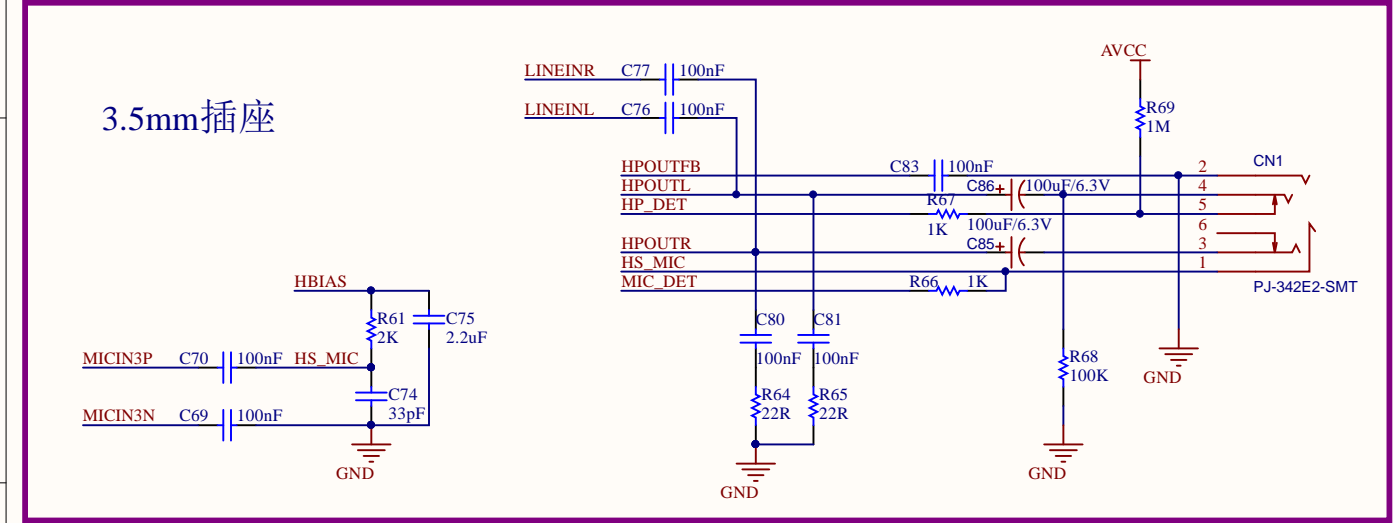 AVCC
LINEINR C77 100nF
LINEINL C76 100nF
3.5mm插座
R69
1M
HPOUTFB C83 100nF 2 CN1
HPOUTL C86 + 100uF/6.3V 4
HP_DET R67 5
1K 100uF/6.3V 6
HPOUTR C85 + 3
HS_MIC 1
MIC_DET R66 1K PJ-342E2-SMT
HBIAS
R61 C75
2K 2.2uF
C80 C81
MICIN3P C70 100nF HS_MIC
100nF 100nF
R68
100K
GND
C74
33pF
R64 R65
22R 22R
MICIN3N C69 100nF
GND
GND
GND